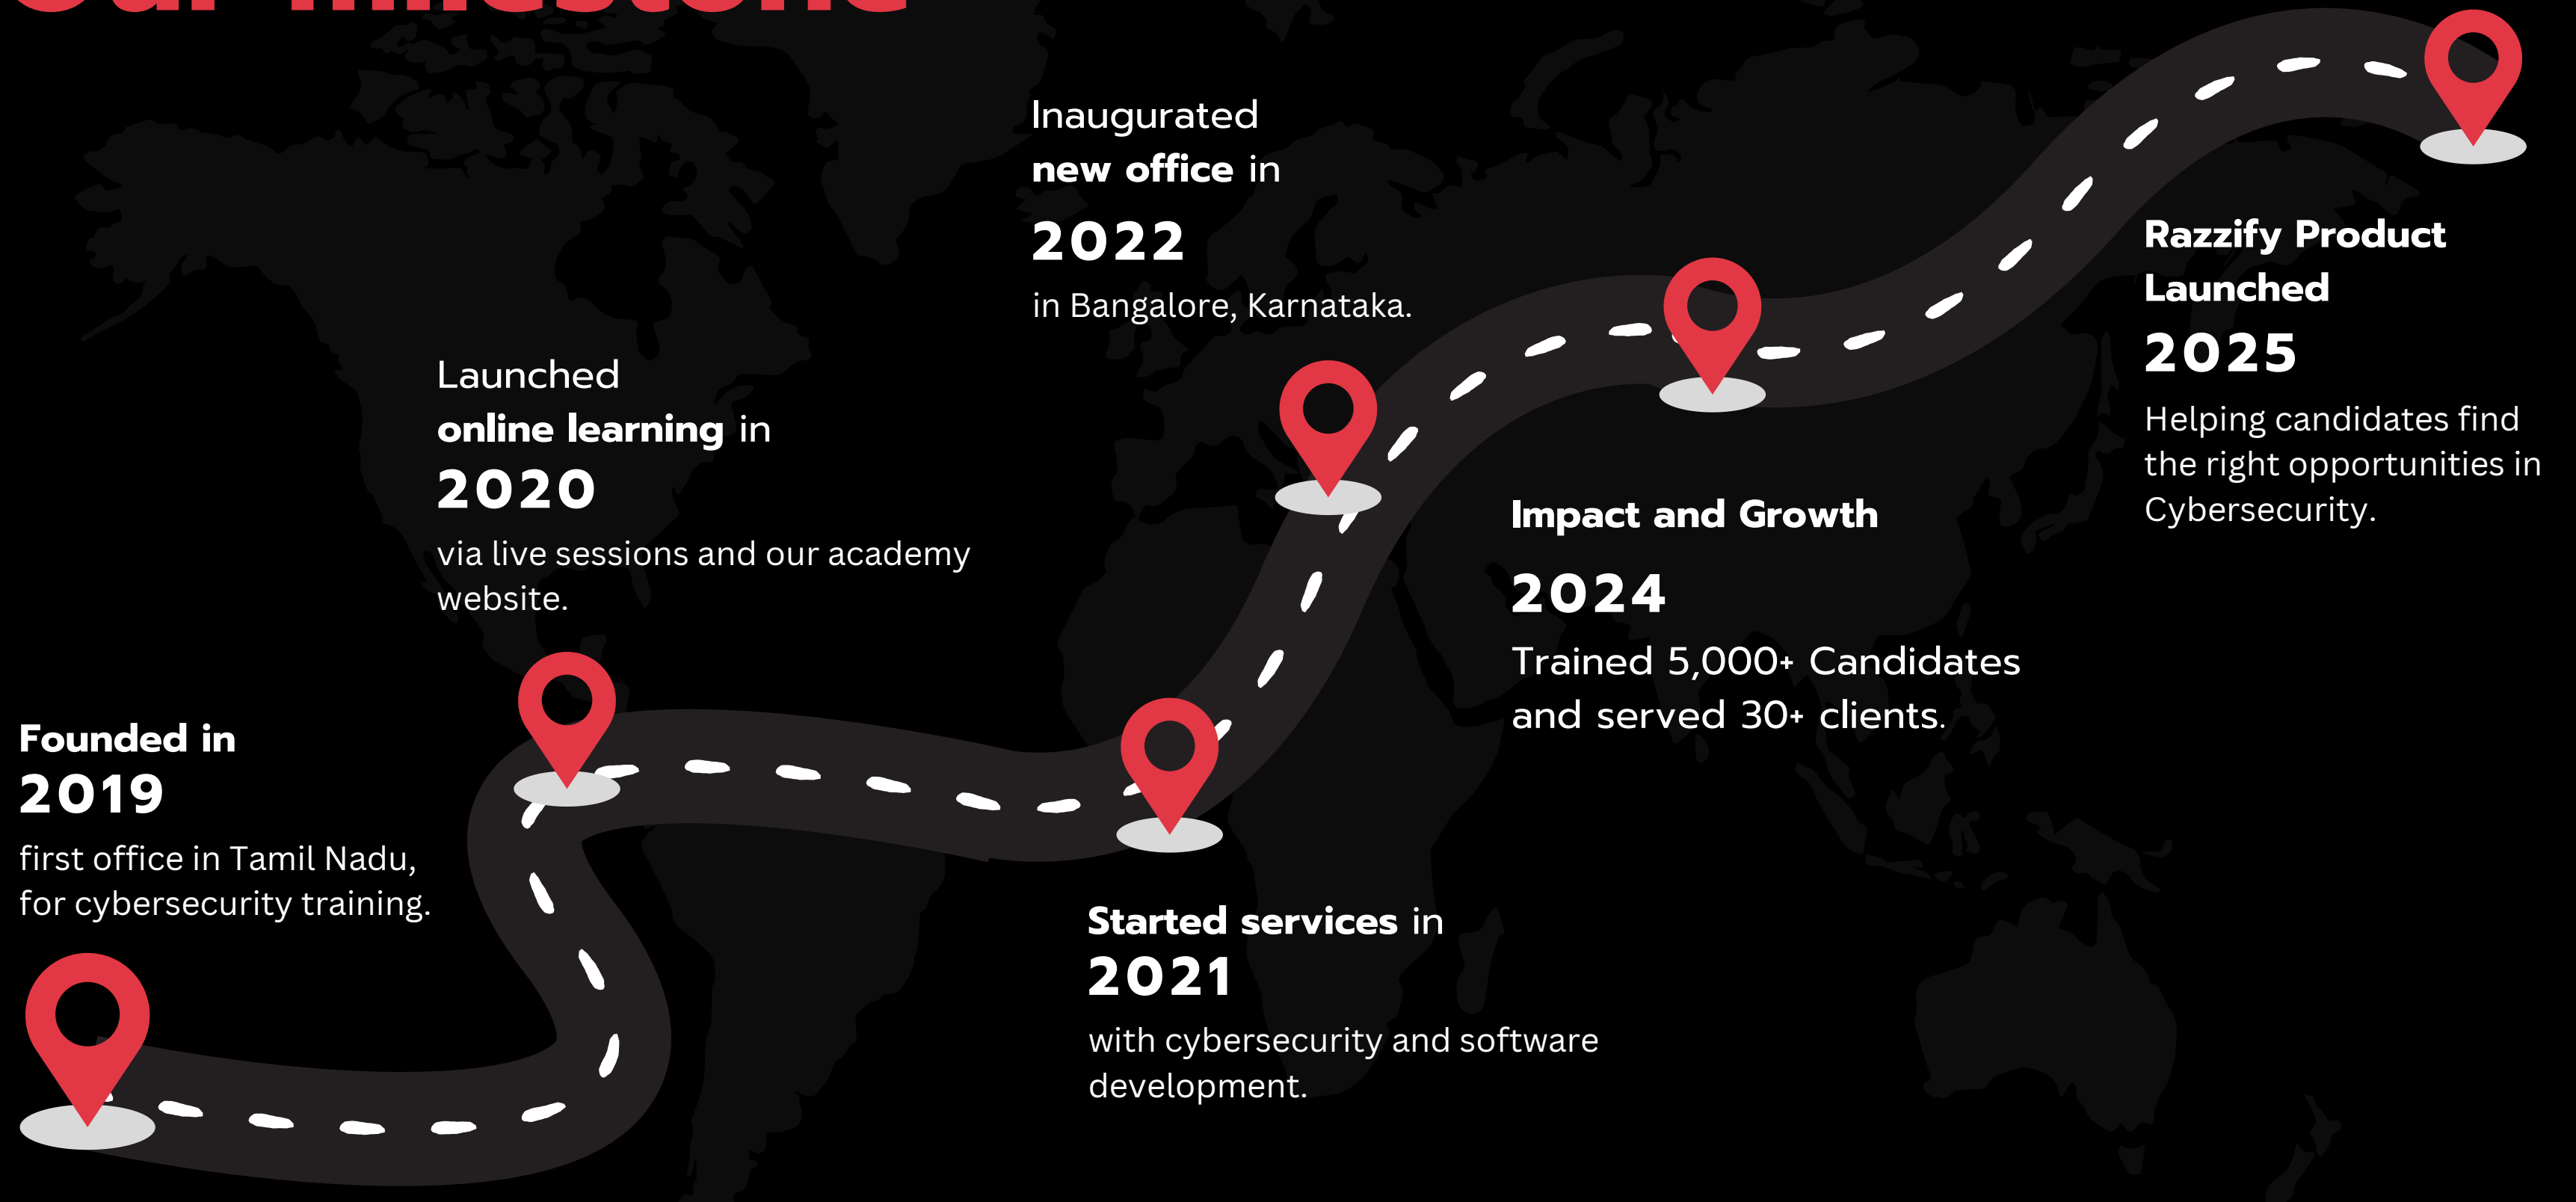 Our milestone
Founded in
2019
first office in Tamil Nadu,
for cybersecurity training.
Launched
online learning in
2020
via live sessions and our academy
website.
Started services in
2021
with cybersecurity and software
development.
Inaugurated
new office in
2022
in Bangalore, Karnataka.
Impact and Growth
2024
Trained 5,000+ Candidates
and served 30+ clients.
Razzify Product
Launched
2025
Helping candidates find
the right opportunities in
Cybersecurity.